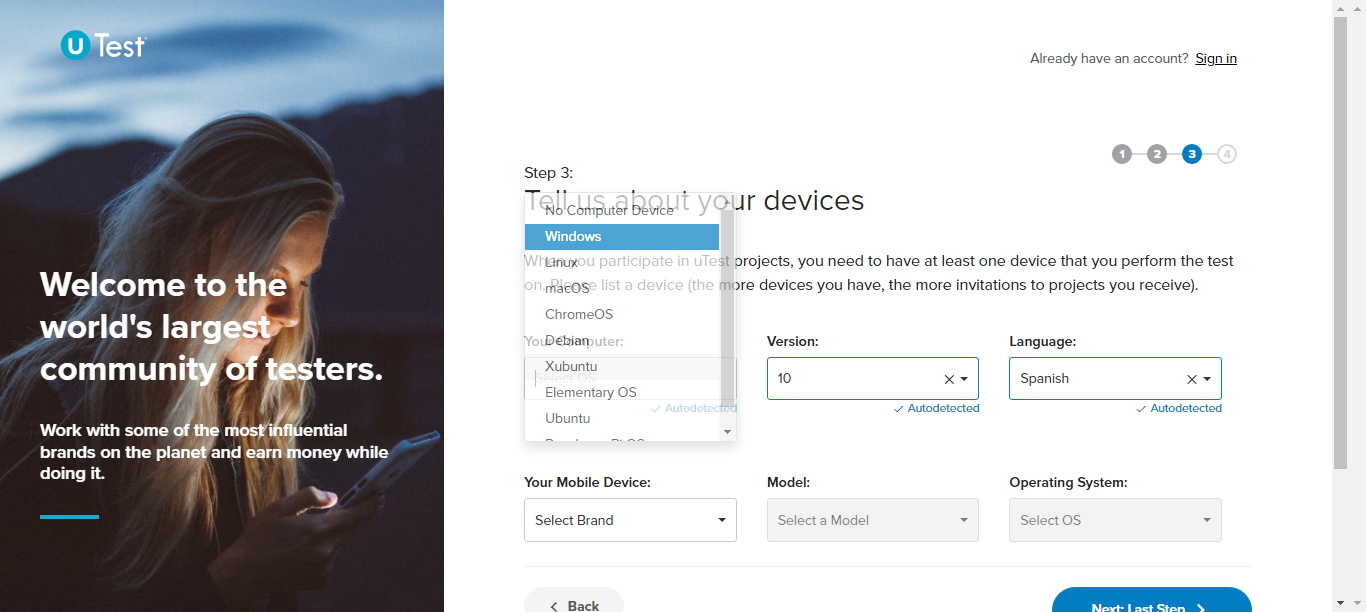 uTest
Already have an account? Sign in
1 2 3 4
Step 3:
Tell us about your devices
No Computer Device
Windows
When you participate in uTest projects, you need to have at least one device that you perform the test
Linux
on. Please list a device (the more devices you have, the more invitations to projects you receive).
macOS
ChromeOS
Your Computer:
Debian
Version:
Language:
Xubuntu
Select OS
10
Spanish
Elementary OS
Autodetected
Autodetected
Autodetected
Ubuntu
Welcome to the
world's largest
community of testers.
Work with some of the most influential
brands on the planet and earn money while
doing it.
Your Mobile Device:
Model:
Operating System:
Select Brand
Select a Model
Select OS
Back
Next: Last Step